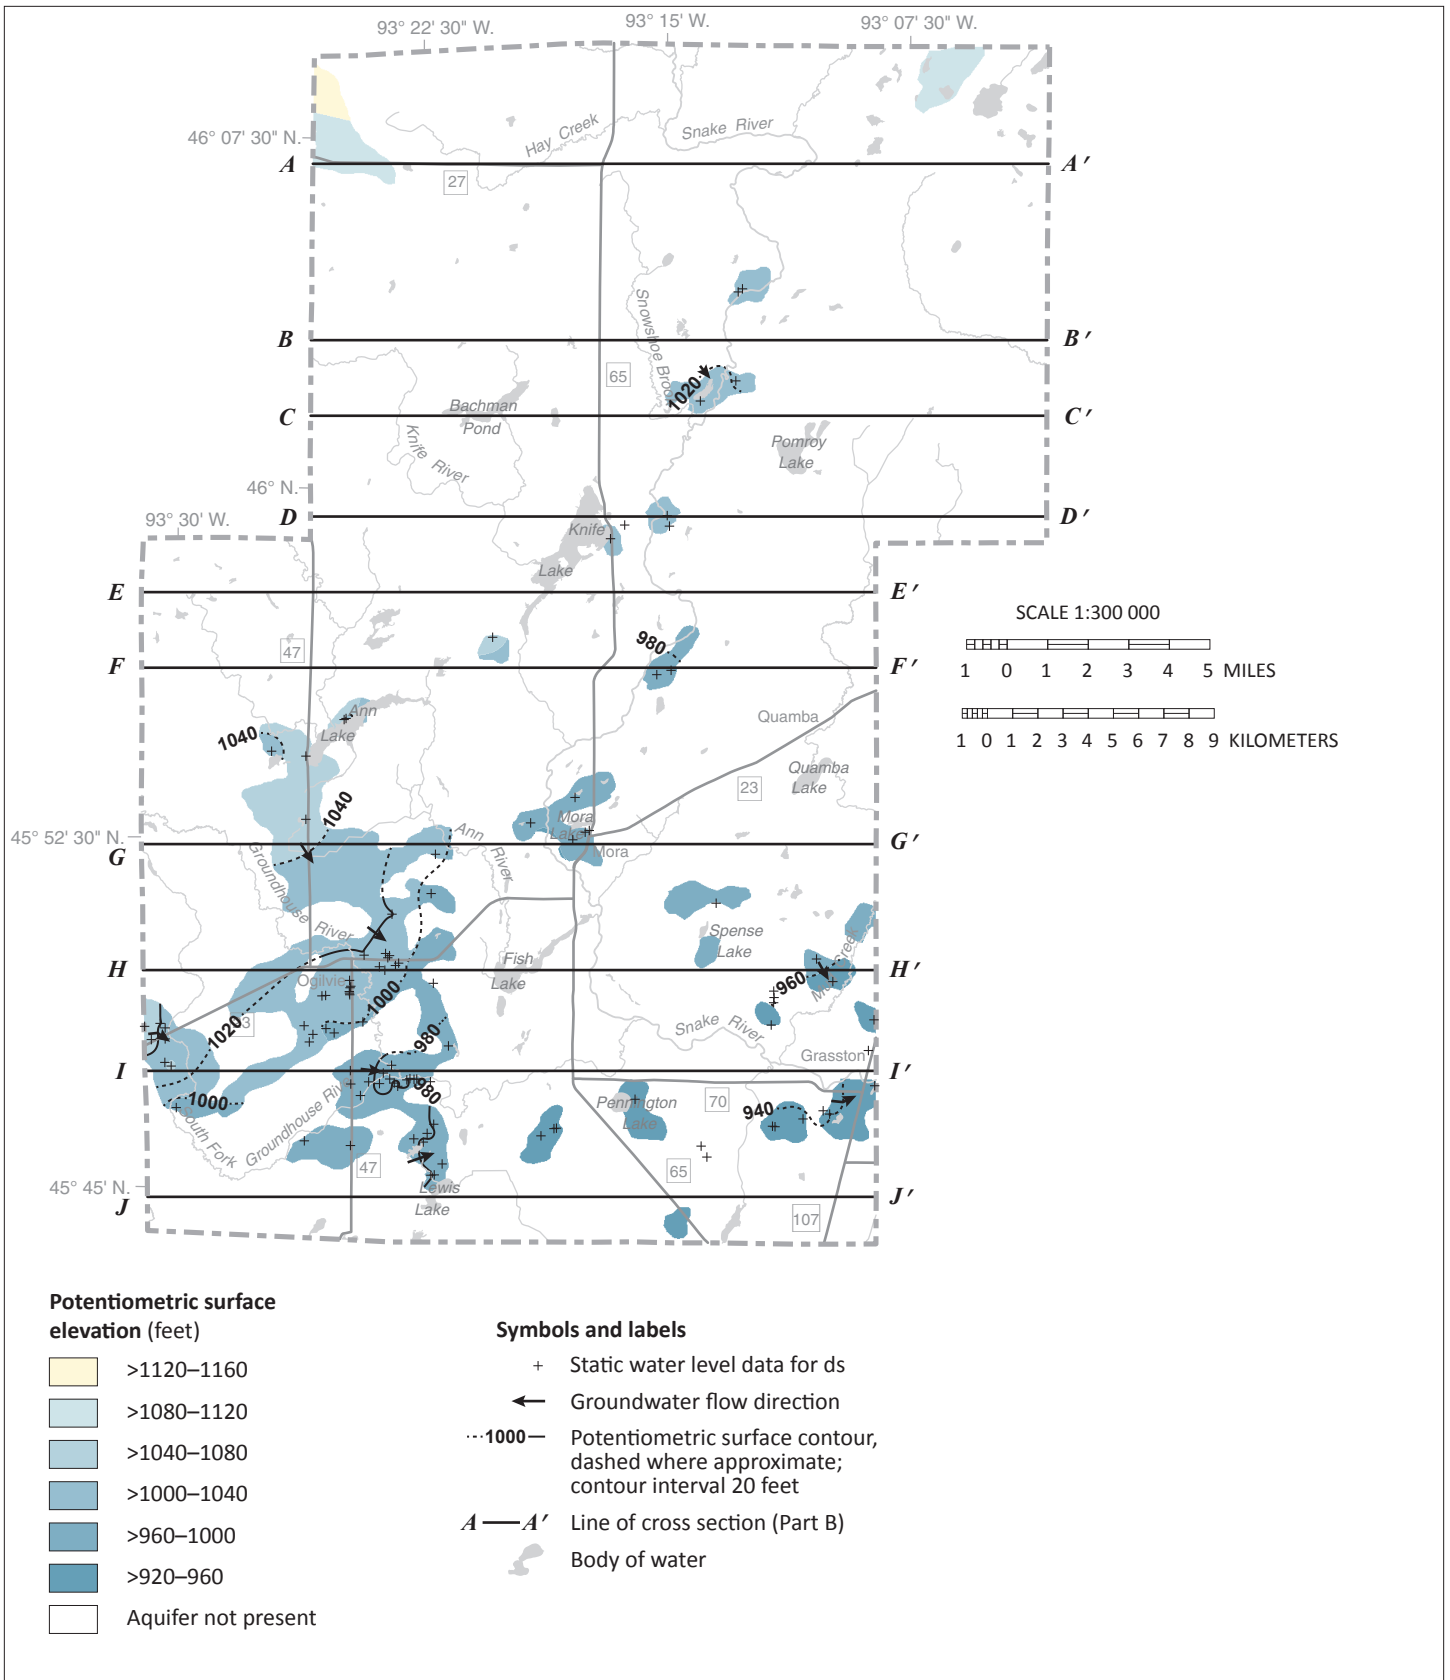 93° 22' 30" W.
93° 15' W.
93° 07' 30" W.
46° 07' 30" N.
Hay Creek
Snake River
A
A'
27
Snowshoe Brook
B
B'
65
1020
Bachman
Pond
C
C'
Knife River
Pomroy
Lake
46° N.
93° 30' W.
D
D'
Knife
Lake
E
E'
SCALE 1:300 000
1 0 1 2 3 4 5 MILES
1 0 1 2 3 4 5 6 7 8 9 KILOMETERS
47
980
F
F'
Ann
Lake
1040
Quamba
Quamba
Lake
23
1040
Mora
Lake
45° 52' 30" N.
G
G'
Mora
Ann River
Groundhouse River
Spense
Lake
Fish
Lake
H
H'
Ogilvie
960
1000
1020
980
Snake River
Grasston
I
I'
980
1000
Pennington
Lake
70
940
South Fork
Groundhouse
47
65
45° 45' N.
Lewis
Lake
J
J'
107
Potentiometric surface
elevation (feet)
>1120–1160
>1080–1120
>1040–1080
>1000–1040
>960–1000
>920–960
Aquifer not present
Symbols and labels
+ Static water level data for ds
Groundwater flow direction
1000 Potentiometric surface contour,
dashed where approximate;
contour interval 20 feet
A A' Line of cross section (Part B)
Body of water